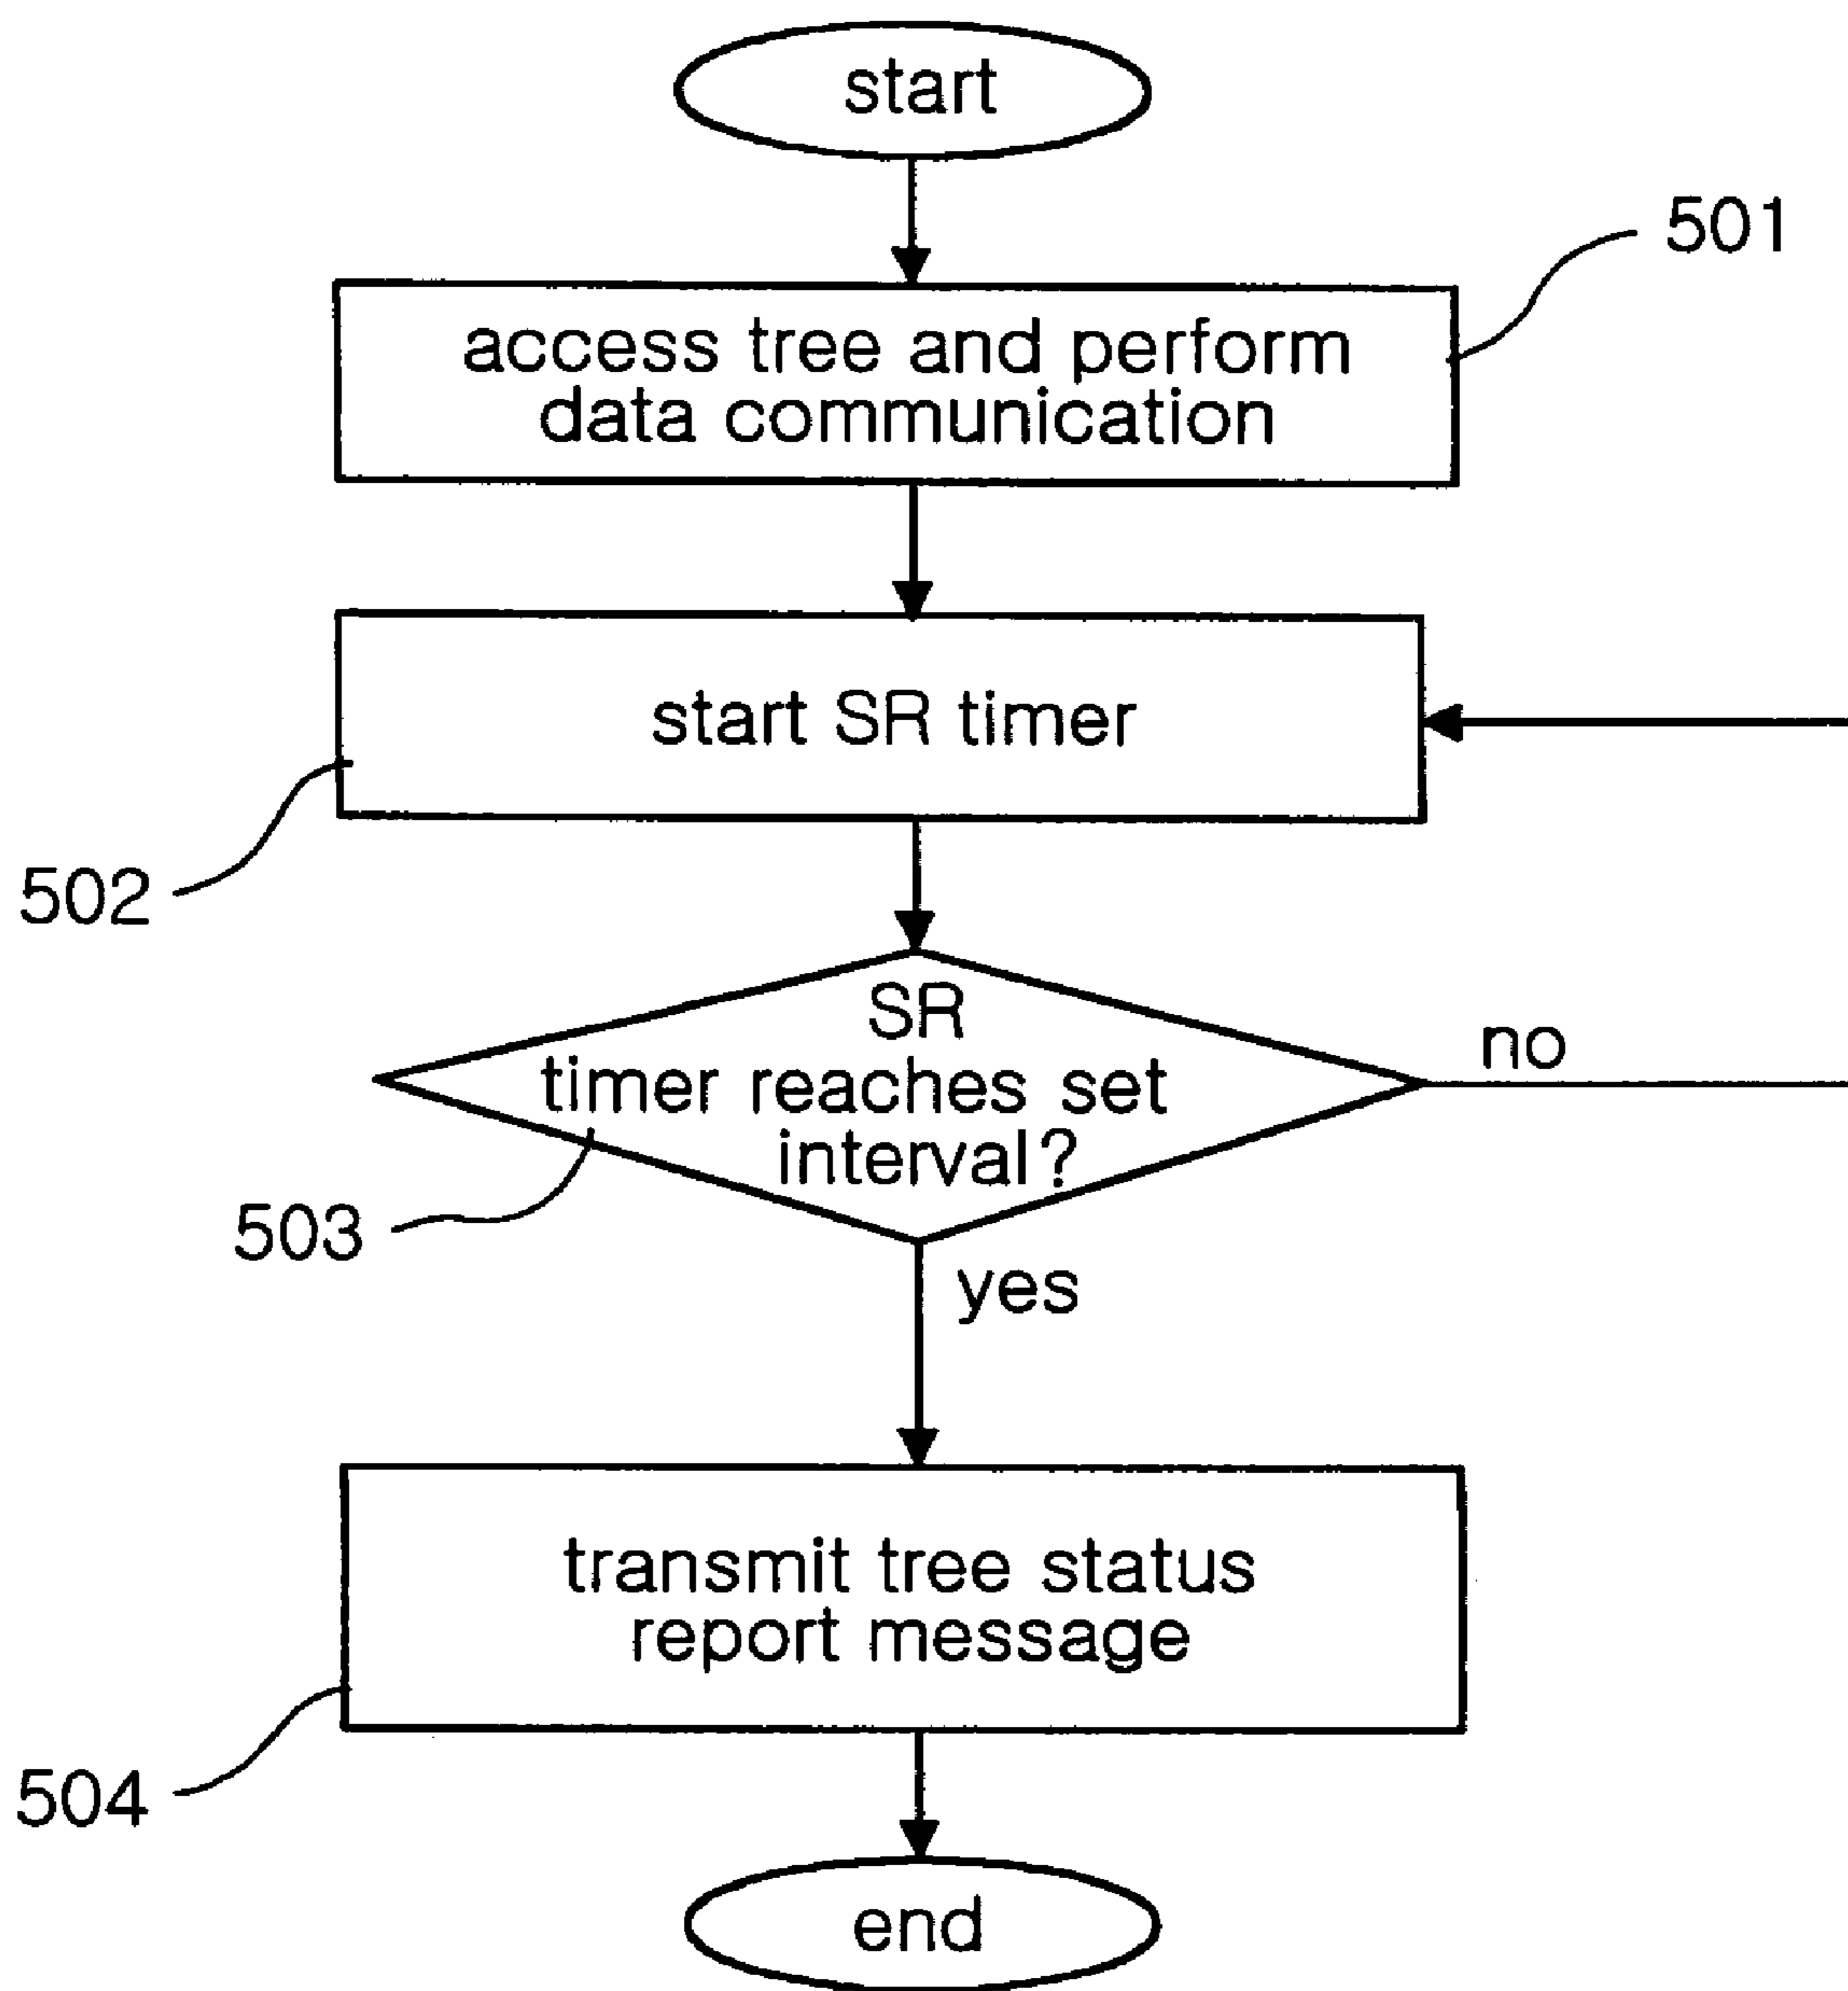 start
501
access tree and perform
data communication
start SR timer
502
SR
timer reaches set
interval?
no
503
yes
transmit tree status
report message
504
end